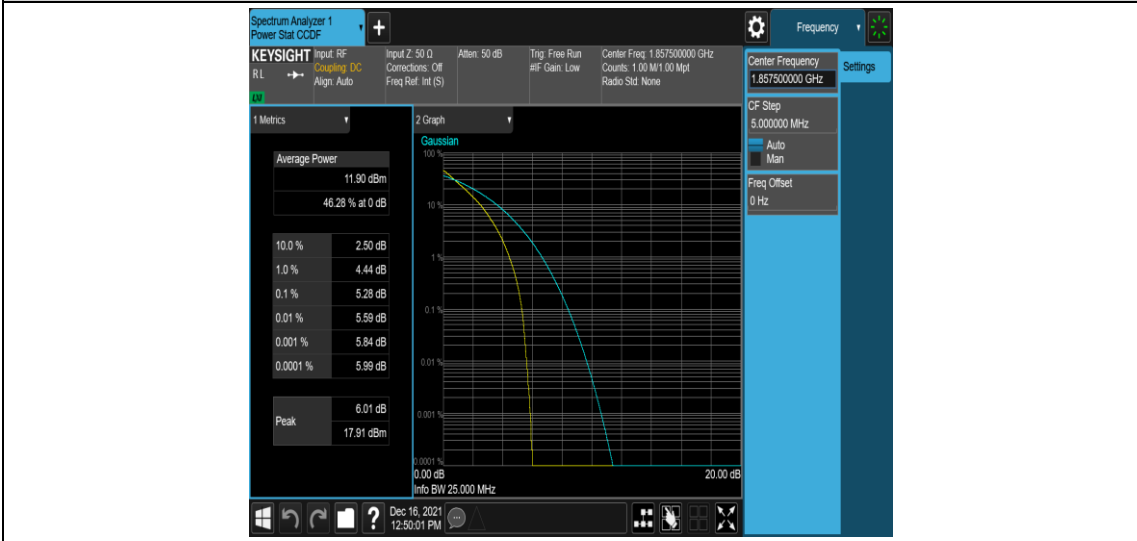 Spectrum Analyzer 1
Power Stat CCDF
+
Frequency
KEYSIGHT
Input: RF
Input Z: 50 Ω
Atten: 50 dB
Trig: Free Run
Center Freq: 1.857500000 GHz
RL
Coupling: DC
Corrections: Off
#IF Gain: Low
Counts: 1.00 M/1.00 Mpt
Align: Auto
Freq Ref: Int (S)
Radio Std: None
Center Frequency
1.857500000 GHz
Settings
CF Step
5.000000 MHz
Auto
Man
Freq Offset
0 Hz
1 Metrics
2 Graph
Gaussian
Average Power
11.90 dBm
46.28 % at 0 dB
10.0 % 2.50 dB
1.0 % 4.44 dB
0.1 % 5.28 dB
0.01 % 5.59 dB
0.001 % 5.84 dB
0.0001 % 5.99 dB
Peak
6.01 dB
17.91 dBm
100 %
10 %
1 %
0.1 %
0.01 %
0.001 %
0.0001 %
0.00 dB
20.00 dB
Info BW 25.000 MHz
?
Dec 16, 2021
12:50:01 PM